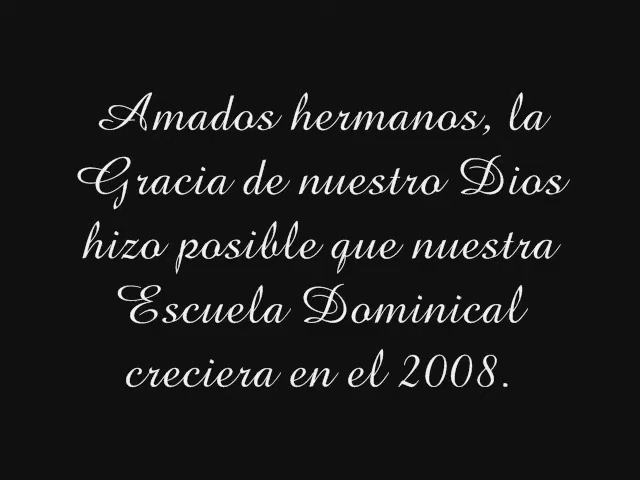 Amados hermanos, la
Gracia de nuestro Dios
hizo posible que nuestra
Escuela Dominical
creciera en el 2008.